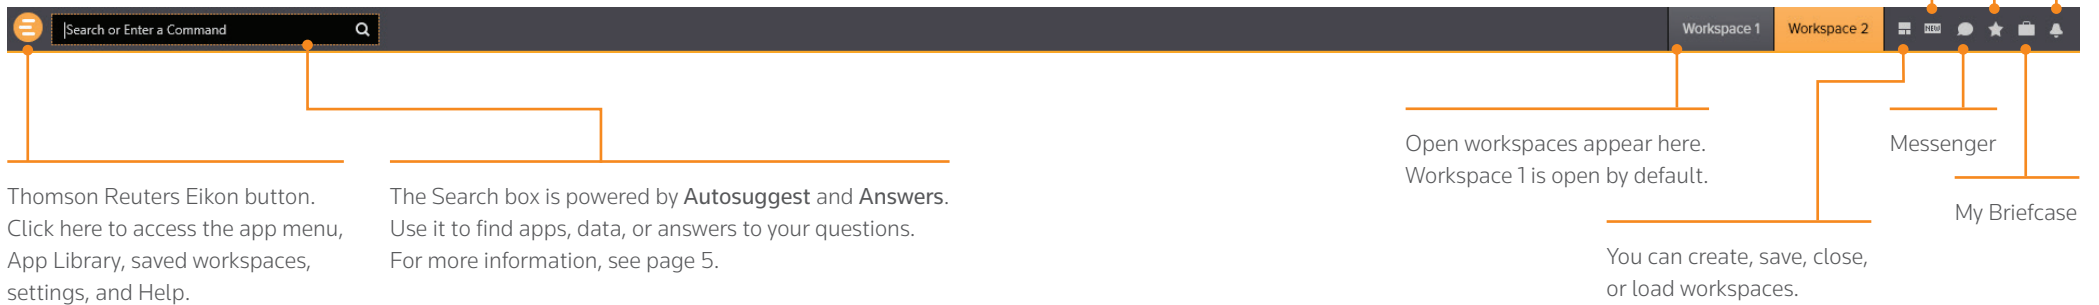 Search or Enter a Command
Workspace 1
Workspace 2
NEW
Thomson Reuters Eikon button.
Click here to access the app menu,
App Library, saved workspaces,
settings, and Help.
The Search box is powered by Autosuggest and Answers.
Use it to find apps, data, or answers to your questions.
For more information, see page 5.
Open workspaces appear here.
Workspace 1 is open by default.
You can create, save, close,
or load workspaces.
Messenger
My Briefcase